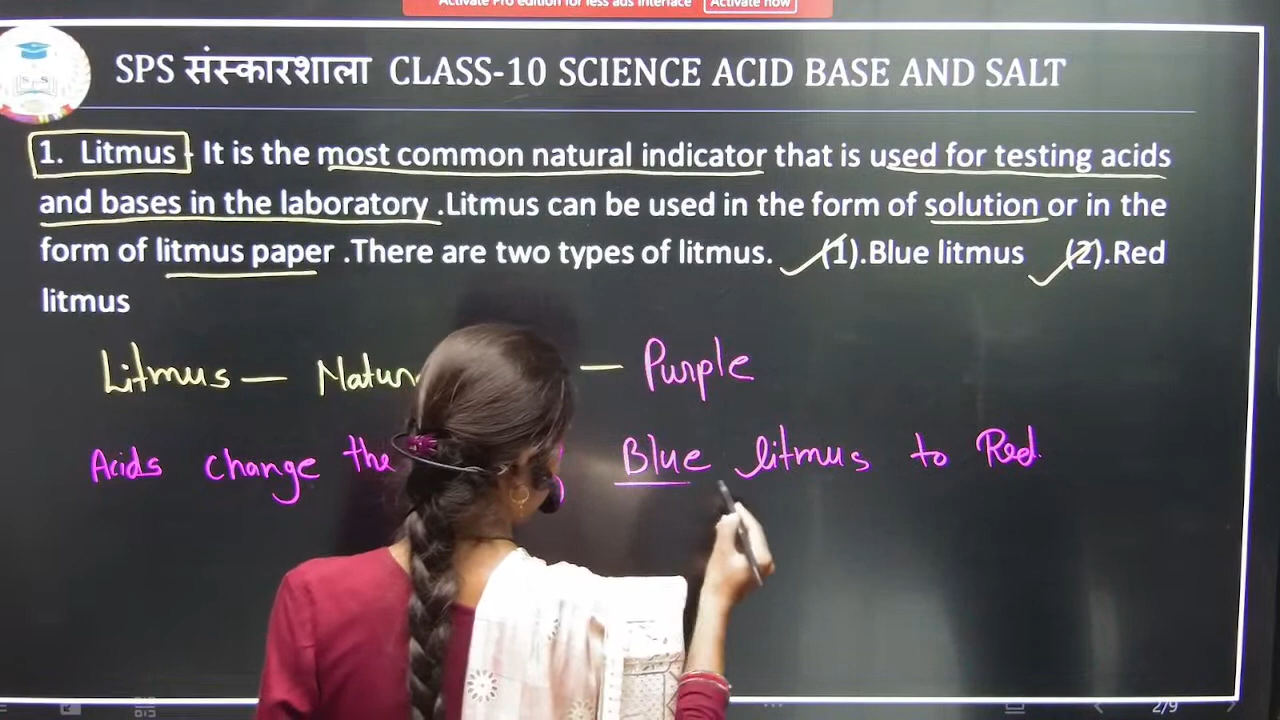 Activate Pro edition for less ads interface Activate now
SPS संस्कारशाला CLASS-10 SCIENCE ACID BASE AND SALT
1. Litmus - It is the most common natural indicator that is used for testing acids
and bases in the laboratory .Litmus can be used in the form of solution or in the
form of litmus paper .There are two types of litmus. (1).Blue litmus (2).Red
litmus
Litmus — — Purple
Acids change the Blue litmus to Red.
2/9